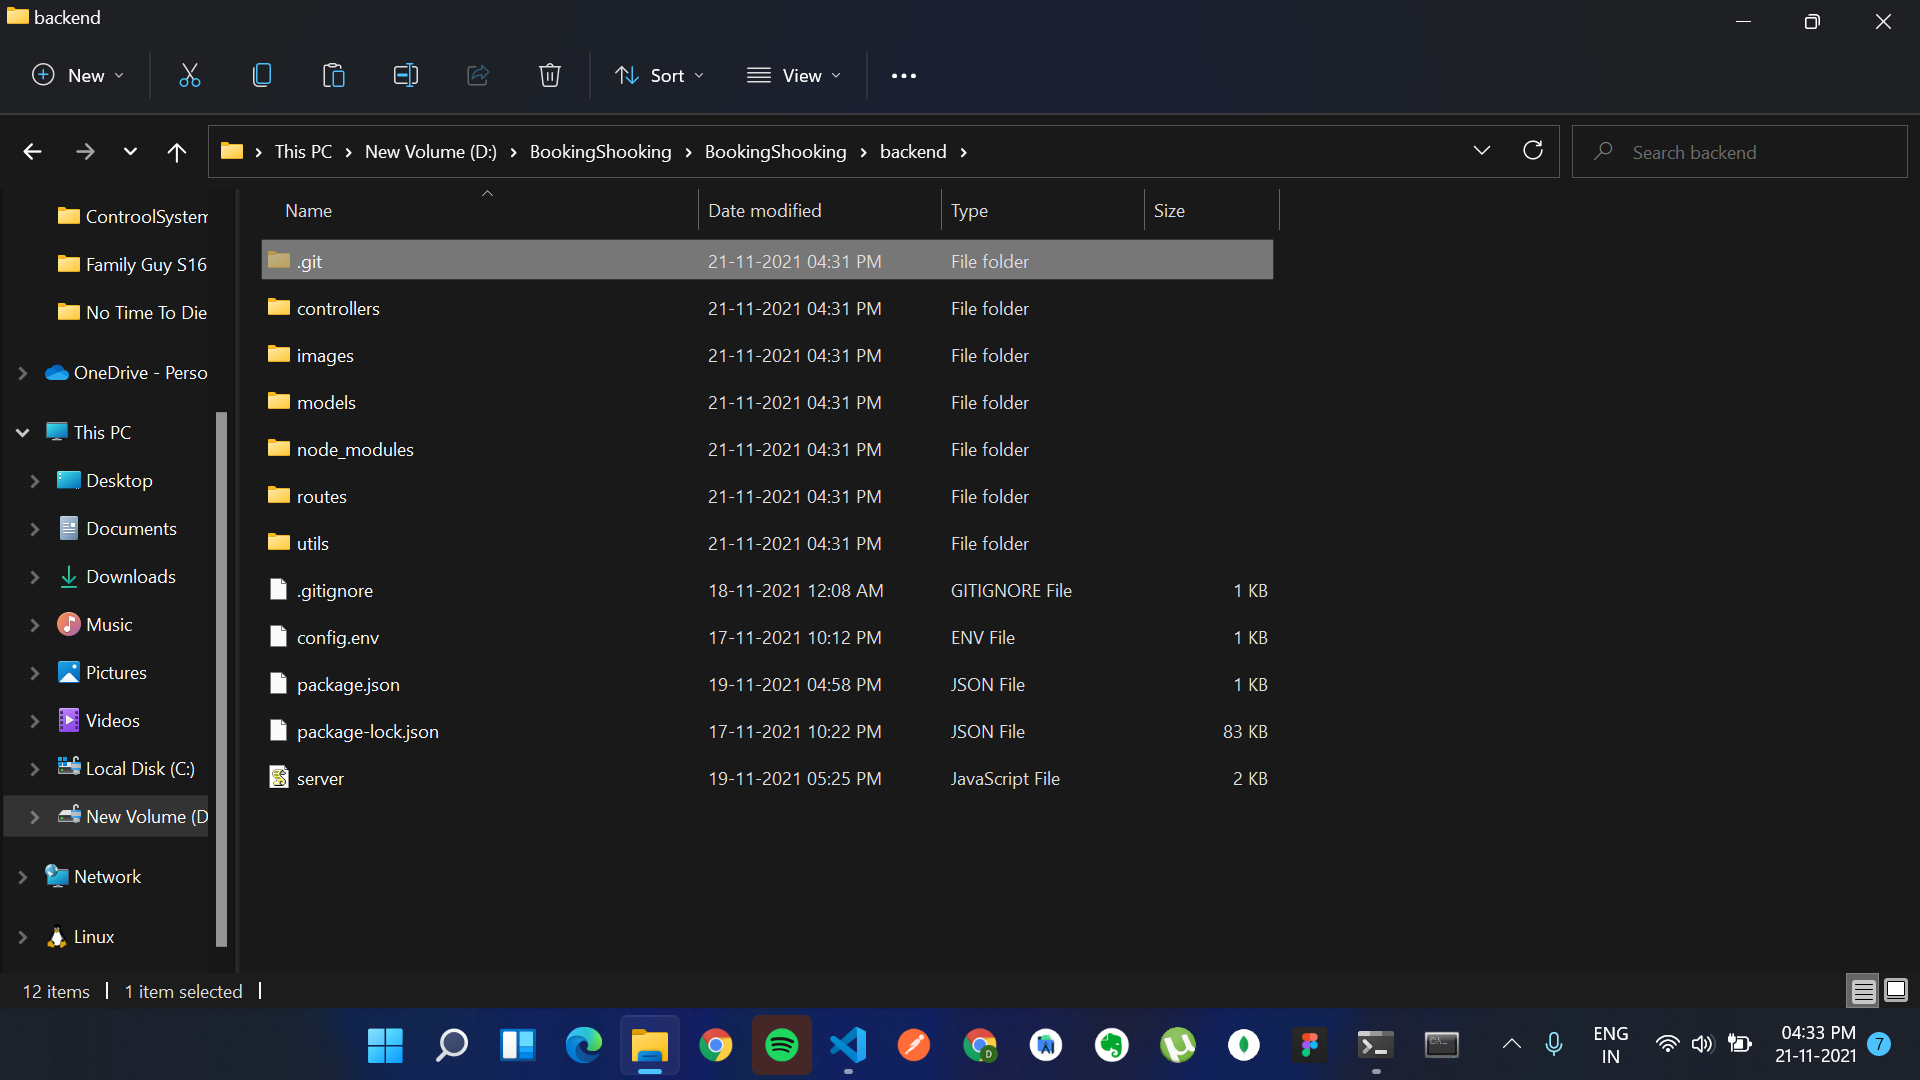 backend
New
Sort
View
This PC
New Volume (D:)
BookingShooking
BookingShooking
backend
Search backend
ControolSystem
Family Guy S16
No Time To Die
OneDrive - Perso
This PC
Desktop
Documents
Downloads
Music
Pictures
Videos
Local Disk (C:)
New Volume (D
Network
Linux
Name Date modified Type Size
.git 21-11-2021 04:31 PM File folder
controllers 21-11-2021 04:31 PM File folder
images 21-11-2021 04:31 PM File folder
models 21-11-2021 04:31 PM File folder
node_modules 21-11-2021 04:31 PM File folder
routes 21-11-2021 04:31 PM File folder
utils 21-11-2021 04:31 PM File folder
.gitignore 18-11-2021 12:08 AM GITIGNORE File 1 KB
config.env 17-11-2021 10:12 PM ENV File 1 KB
package.json 19-11-2021 04:58 PM JSON File 1 KB
package-lock.json 17-11-2021 10:22 PM JSON File 83 KB
server 19-11-2021 05:25 PM JavaScript File 2 KB
12 items
1 item selected
D
ENG
IN
04:33 PM
21-11-2021
7